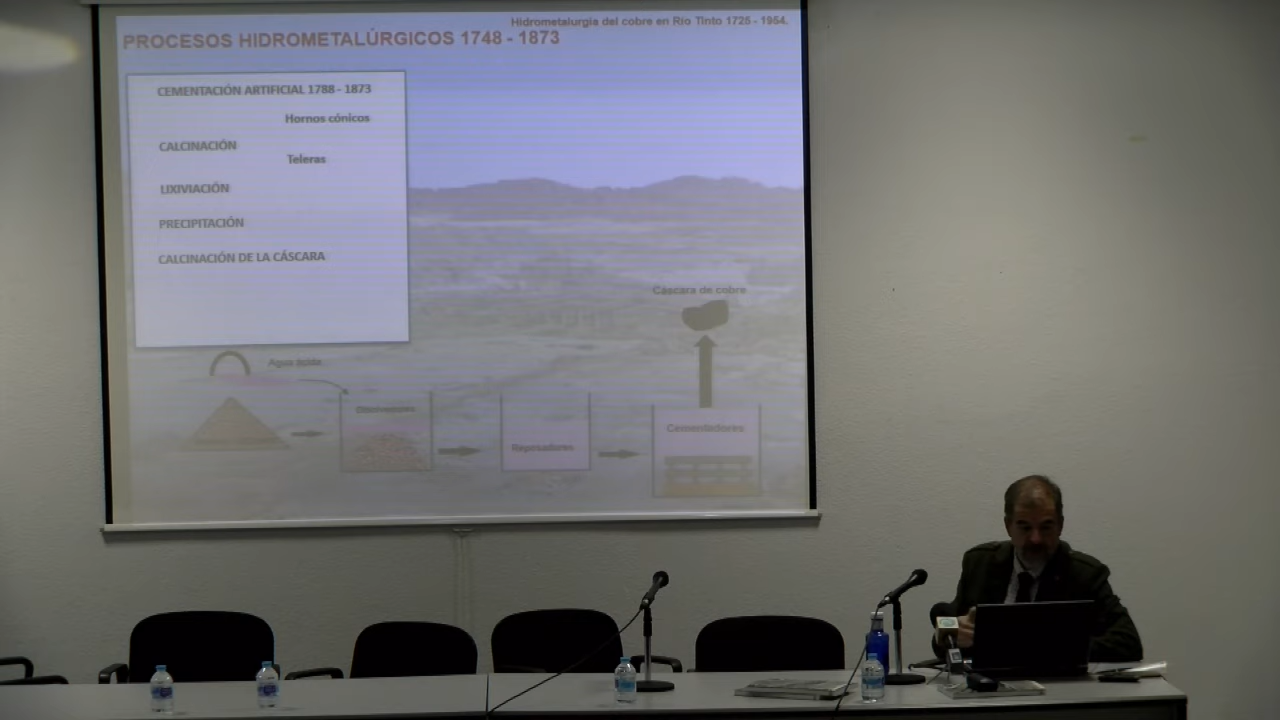 Hidrometalurgia del cobre en Río Tinto 1725 - 1954.
PROCESOS HIDROMETALÚRGICOS 1748 - 1873
CEMENTACIÓN ARTIFICIAL 1788 - 1873
Hornos cónicos
CALCINACIÓN
Teleras
LIXIVIACIÓN
PRECIPITACIÓN
CALCINACIÓN DE LA CÁSCARA
Cáscara de cobre
Agua ácida
Disolventes
Cementadores
Reposadores